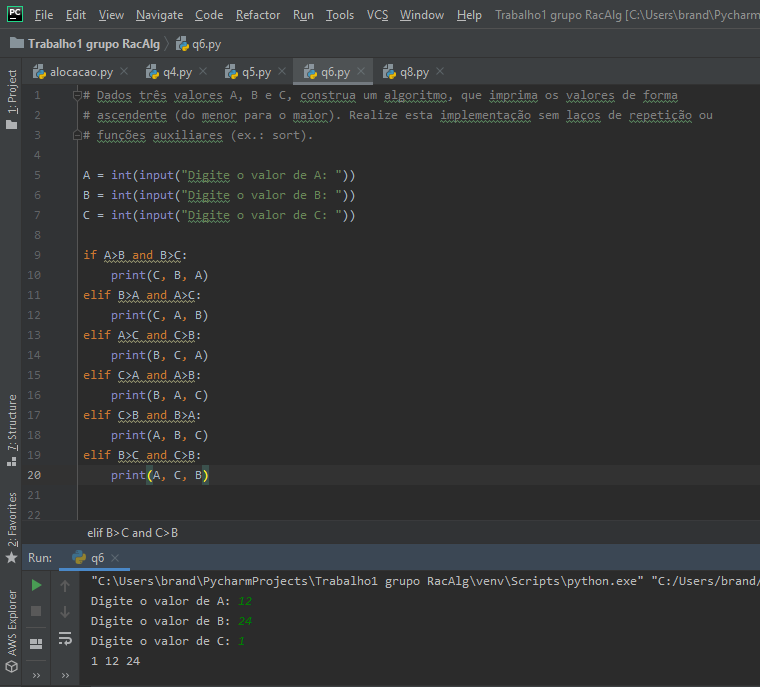 PC File Edit View Navigate Code Refactor Run Tools VCS Window Help Trabalho1 grupo RacAlg [C:\Users\brand\Pycharm
Trabalho1 grupo RacAlg q6.py
alocacao.py q4.py q5.py q6.py q8.py
1: Project
1 # Dados três valores A, B e C, construa um algoritmo, que imprima os valores de forma
2 # ascendente (do menor para o maior). Realize esta implementação sem laços de repetição ou
3 # funções auxiliares (ex.: sort).
4
5 A = int(input("Digite o valor de A: "))
6 B = int(input("Digite o valor de B: "))
7 C = int(input("Digite o valor de C: "))
8
9 if A>B and B>C:
10 print(C, B, A)
11 elif B>A and A>C:
12 print(C, A, B)
13 elif A>C and C>B:
14 print(B, C, A)
15 elif C>A and A>B:
16 print(B, A, C)
17 elif C>B and B>A:
18 print(A, B, C)
19 elif B>C and C>B:
20 print(A, C, B)
21
22
7: Structure
2: Favorites
AWS Explorer
elif B>C and C>B
Run: q6
"C:\Users\brand\PycharmProjects\Trabalho1 grupo RacAlg\venv\Scripts\python.exe" "C:/Users/brand/
Digite o valor de A: 12
Digite o valor de B: 24
Digite o valor de C: 1
1 12 24